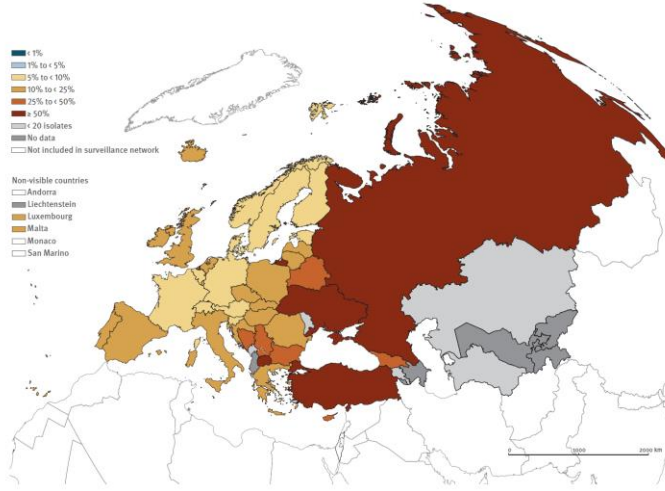 < 1%
1% to < 5%
5% to < 10%
10% to < 25%
25% to < 50%
≥ 50%
< 20 isolates
No data
Not included in surveillance network
Non-visible countries
Andorra
Liechtenstein
Luxembourg
Malta
Monaco
San Marino
0 1000 2000 km